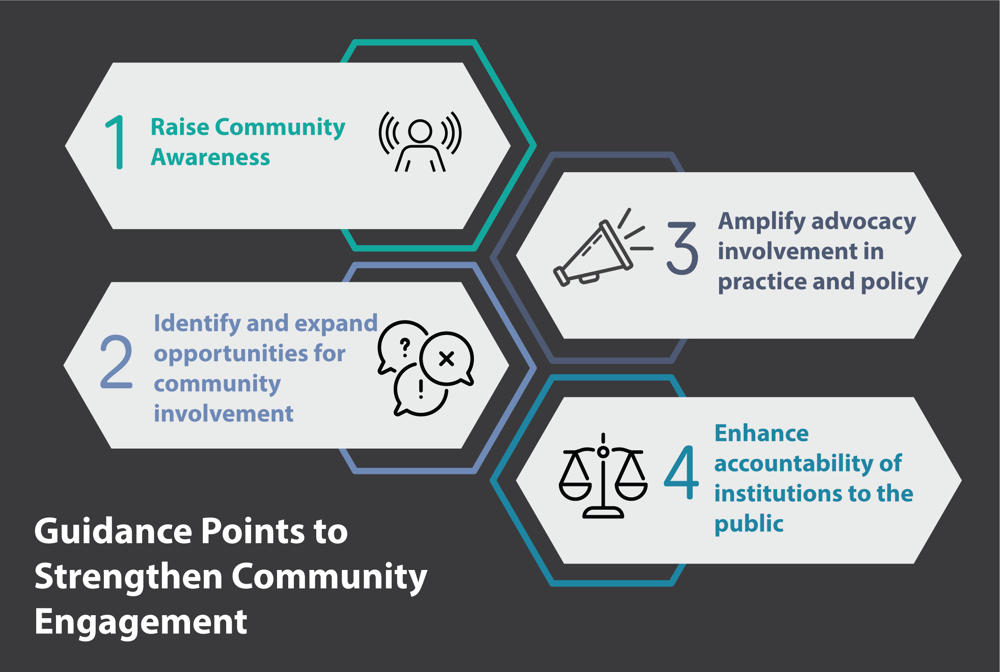 1
Raise Community
Awareness
2
Identify and expand
opportunities for
community
involvement
3
Amplify advocacy
involvement in
practice and policy
4
Enhance
accountability of
institutions to the
public
Guidance Points to
Strengthen Community
Engagement